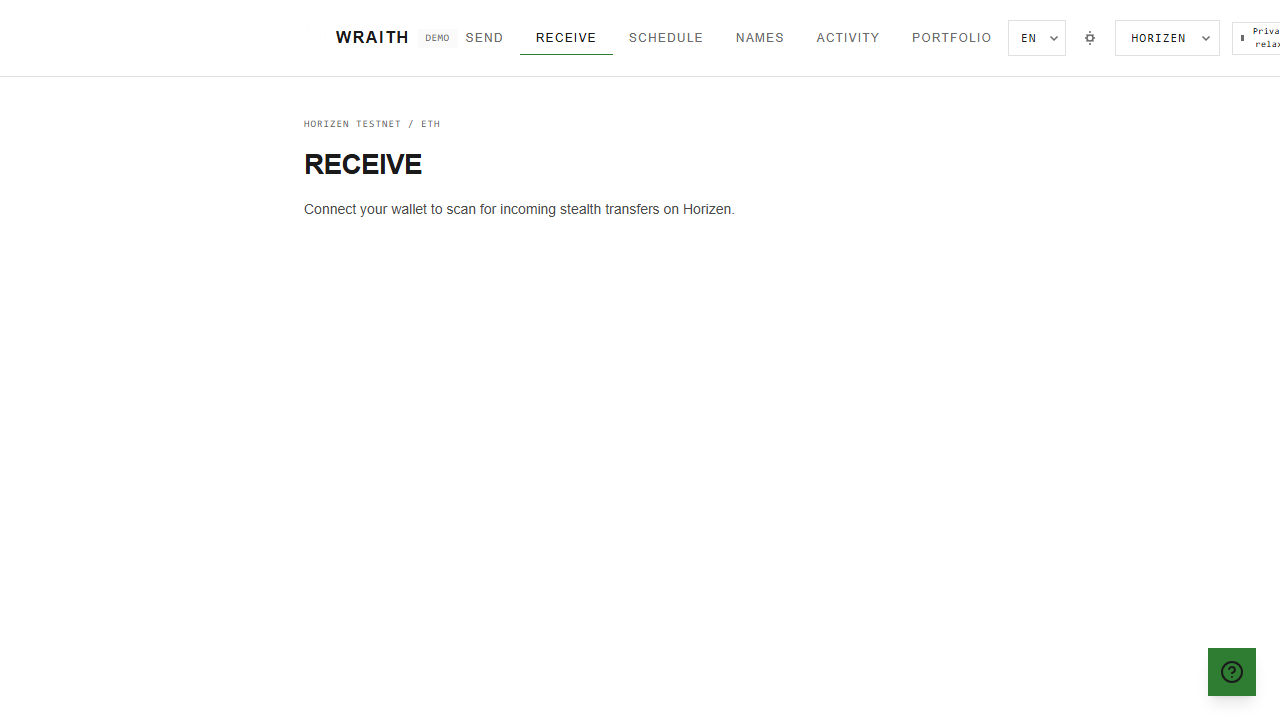 WRAITH DEMO SEND RECEIVE SCHEDULE NAMES ACTIVITY PORTFOLIO EN HORIZEN
HORIZEN TESTNET / ETH
RECEIVE
Connect your wallet to scan for incoming stealth transfers on Horizen.